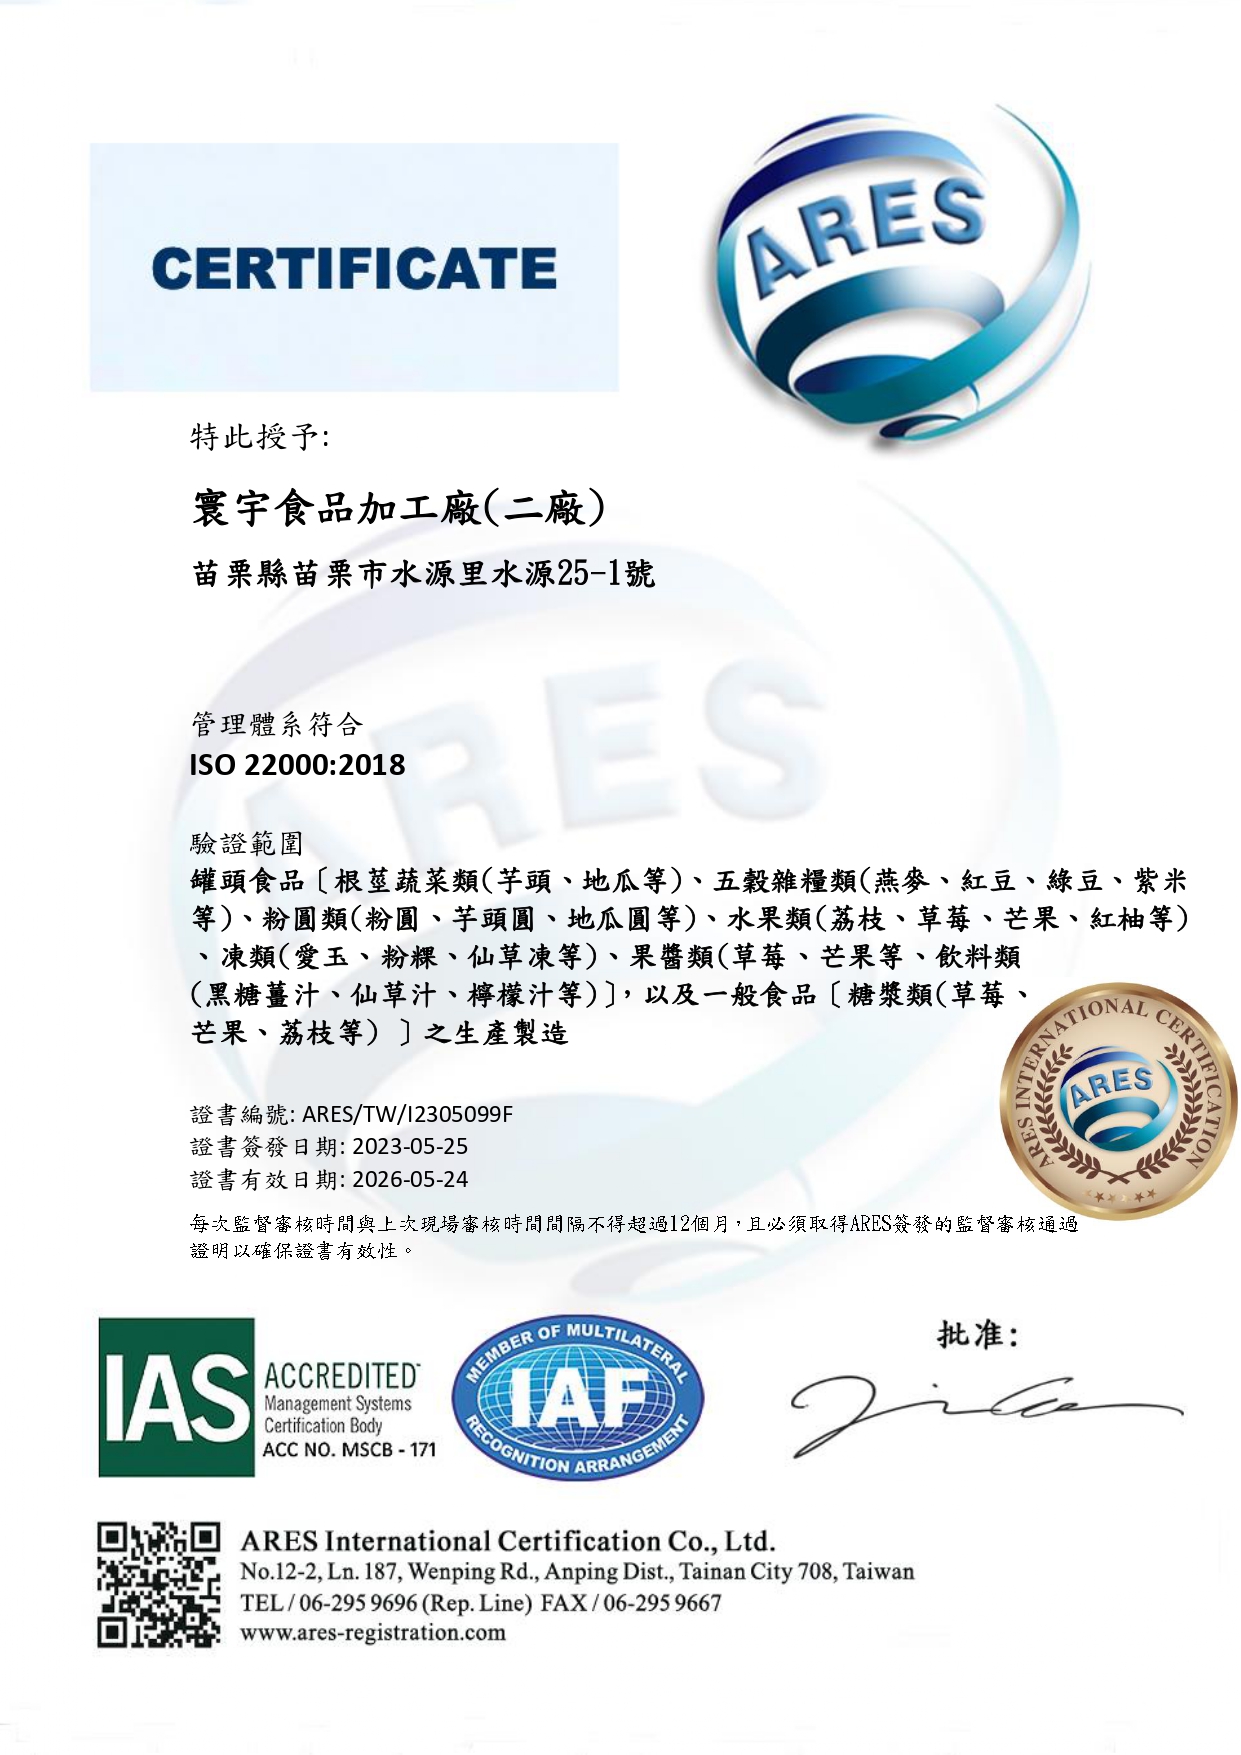 CERTIFICATE
ARES
特此授予:
寰宇食品加工廠(二廠)
苗栗縣苗栗市水源里水源25-1號
管理體系符合
ISO 22000:2018
驗證範圍
罐頭食品〔根莖蔬菜類(芋頭、地瓜等)、五穀雜糧類(燕麥、紅豆、綠豆、紫米
等)、粉圓類(粉圓、芋頭圓、地瓜圓等)、水果類(荔枝、草莓、芒果、紅柚等)
、凍類(愛玉、粉粿、仙草凍等)、果醬類(草莓、芒果等、飲料類
(黑糖薑汁、仙草汁、檸檬汁等)〕，以及一般食品〔糖漿類(草莓、
芒果、荔枝等) 〕之生產製造
ARES INTERNATIONAL CERTIFICATION
ARES
證書編號: ARES/TW/I2305099F
證書簽發日期: 2023-05-25
證書有效日期: 2026-05-24
每次監督審核時間與上次現場審核時間間隔不得超過12個月，且必須取得ARES簽發的監督審核通過
證明以確保證書有效性。
IAS
ACCREDITED™
Management Systems
Certification Body
ACC NO. MSCB - 171
MEMBER OF MULTILATERAL
IAF
RECOGNITION ARRANGEMENT
批准:
ARES International Certification Co., Ltd.
No.12-2, Ln. 187, Wenping Rd., Anping Dist., Tainan City 708, Taiwan
TEL / 06-295 9696 (Rep. Line) FAX / 06-295 9667
www.ares-registration.com